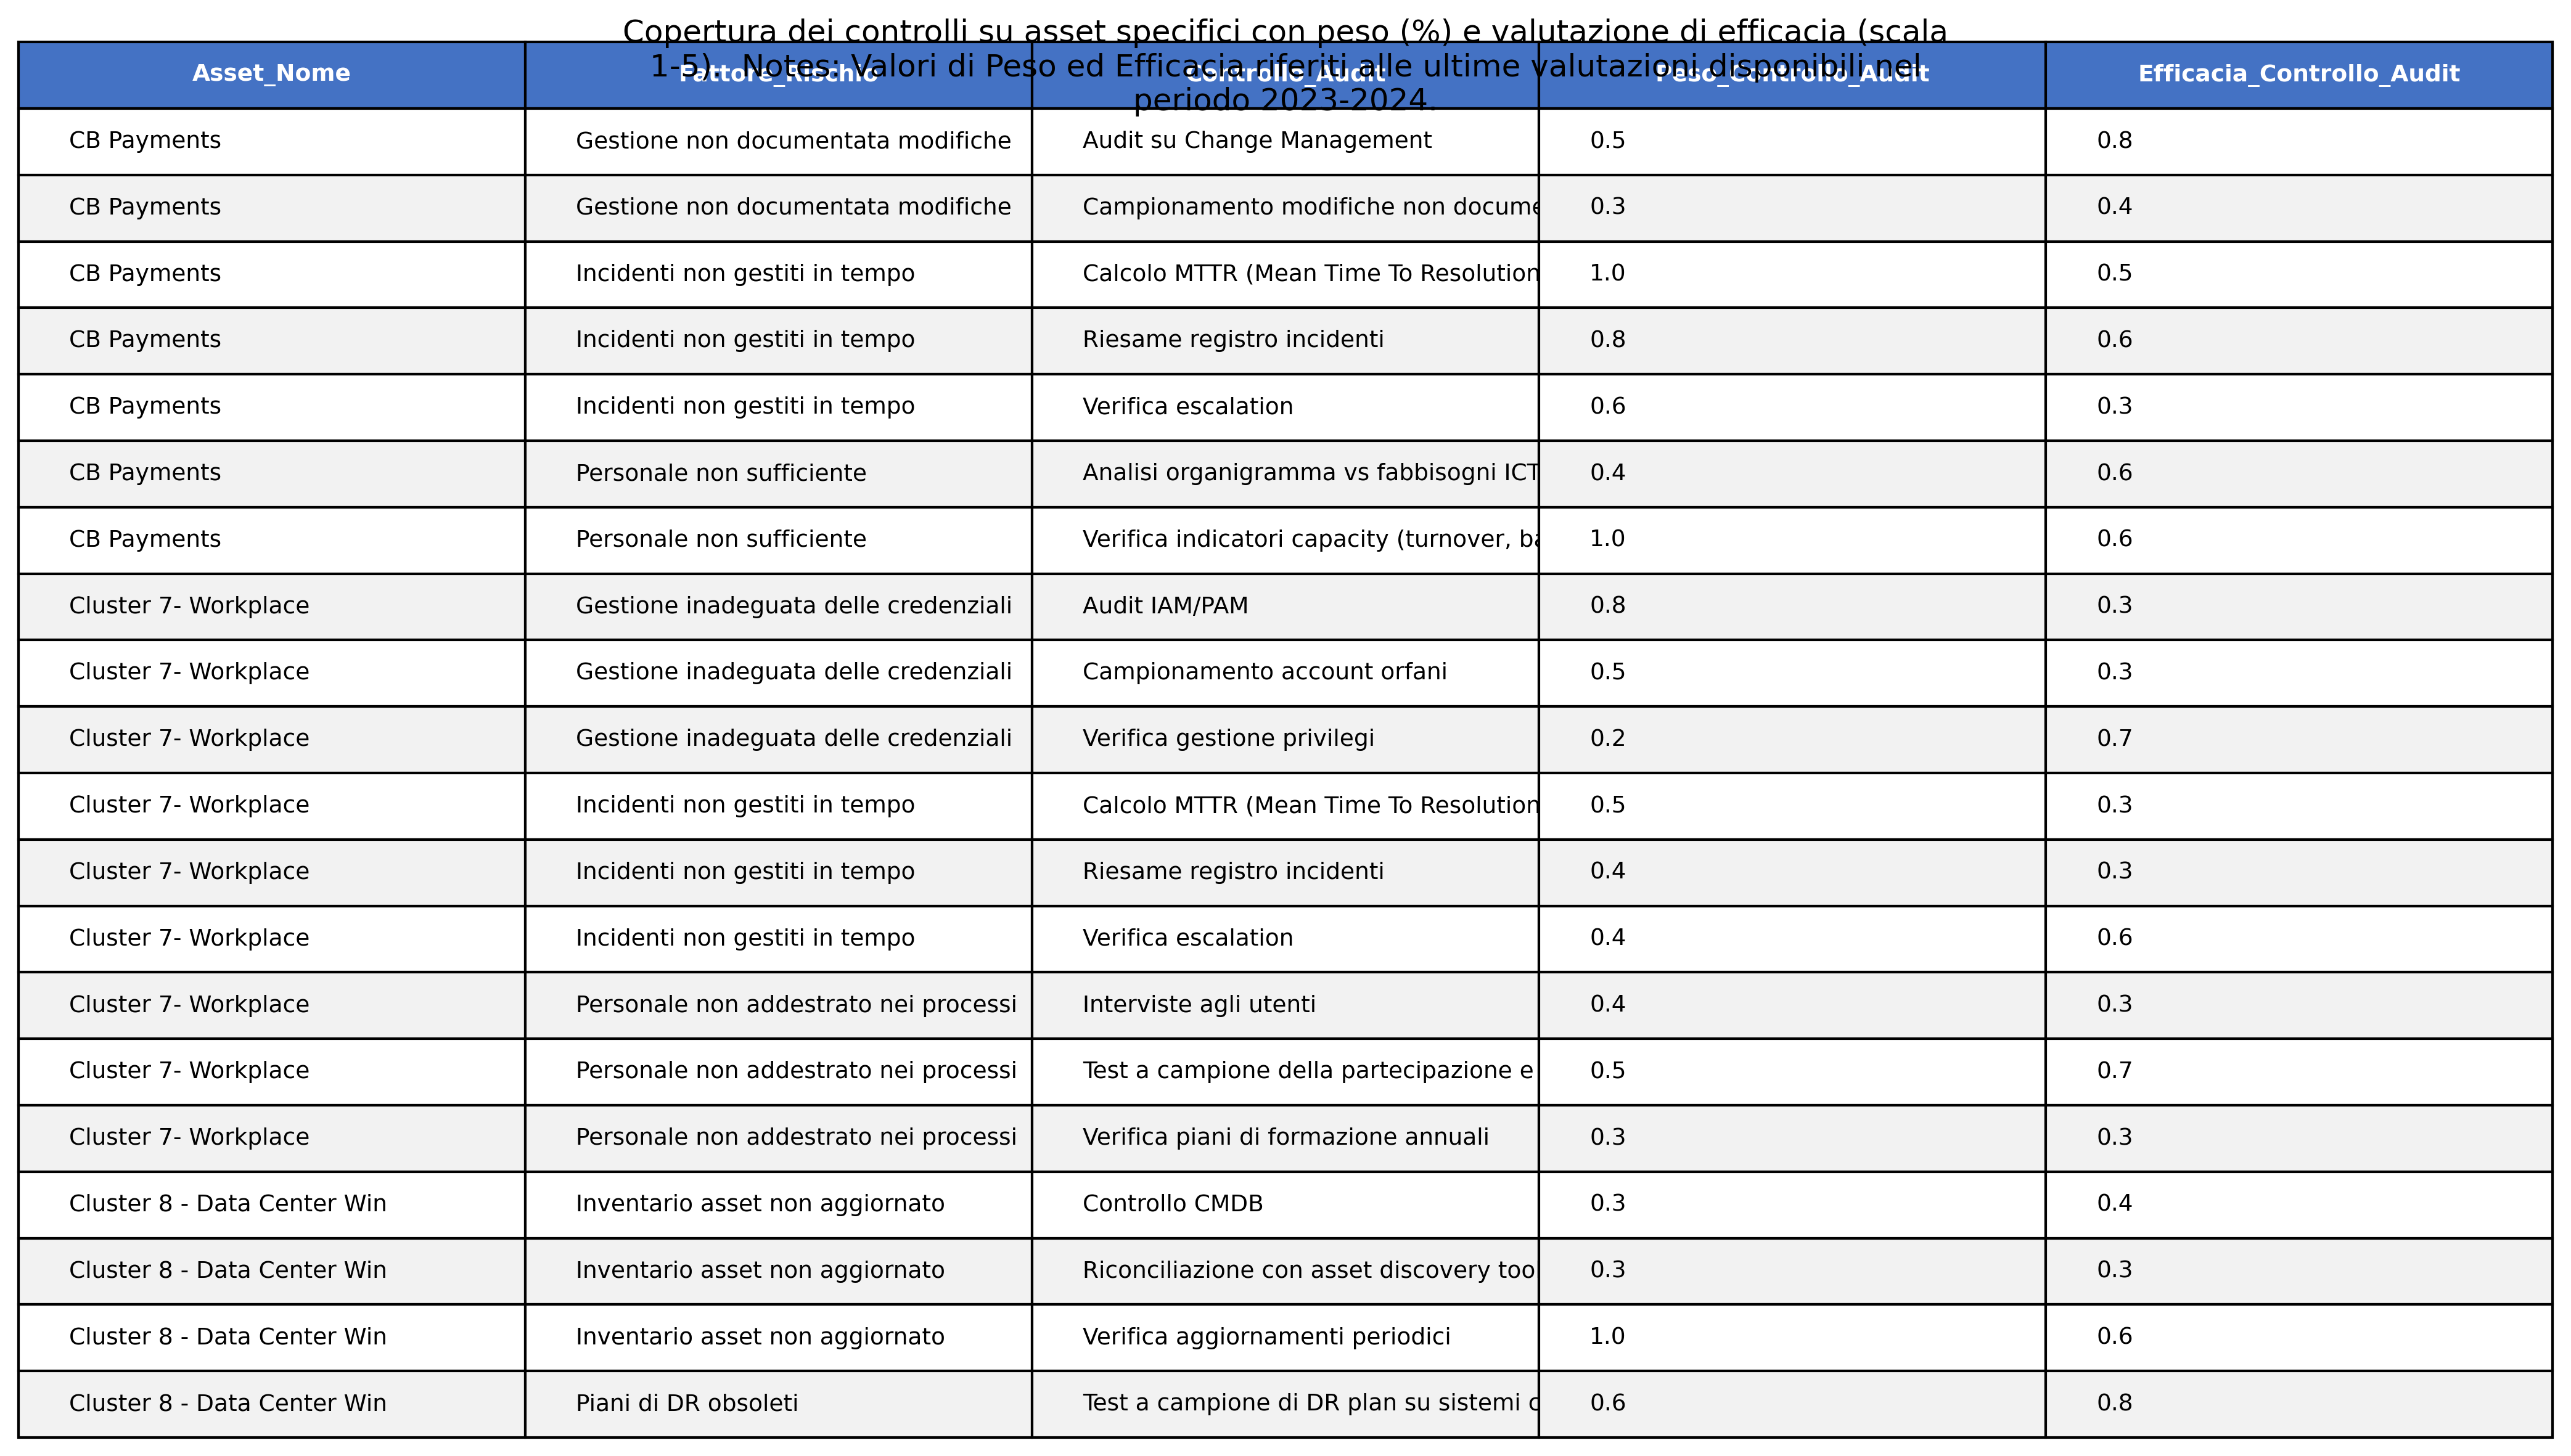 Copertura dei controlli su asset specifici con peso (%) e valutazione di efficacia (scala
1-5). Notes: Valori di Peso ed Efficacia riferiti alle ultime valutazioni disponibili nel
periodo 2023-2024.
Asset_Nome Fattore_Rischio Controllo_Audit Peso_Controllo_Audit Efficacia_Controllo_Audit
CB Payments Gestione non documentata modifiche Audit su Change Management 0.5 0.8
CB Payments Gestione non documentata modifiche Campionamento modifiche non docume 0.3 0.4
CB Payments Incidenti non gestiti in tempo Calcolo MTTR (Mean Time To Resolution 1.0 0.5
CB Payments Incidenti non gestiti in tempo Riesame registro incidenti 0.8 0.6
CB Payments Incidenti non gestiti in tempo Verifica escalation 0.6 0.3
CB Payments Personale non sufficiente Analisi organigramma vs fabbisogni ICT 0.4 0.6
CB Payments Personale non sufficiente Verifica indicatori capacity (turnover, ba 1.0 0.6
Cluster 7- Workplace Gestione inadeguata delle credenziali Audit IAM/PAM 0.8 0.3
Cluster 7- Workplace Gestione inadeguata delle credenziali Campionamento account orfani 0.5 0.3
Cluster 7- Workplace Gestione inadeguata delle credenziali Verifica gestione privilegi 0.2 0.7
Cluster 7- Workplace Incidenti non gestiti in tempo Calcolo MTTR (Mean Time To Resolution 0.5 0.3
Cluster 7- Workplace Incidenti non gestiti in tempo Riesame registro incidenti 0.4 0.3
Cluster 7- Workplace Incidenti non gestiti in tempo Verifica escalation 0.4 0.6
Cluster 7- Workplace Personale non addestrato nei processi Interviste agli utenti 0.4 0.3
Cluster 7- Workplace Personale non addestrato nei processi Test a campione della partecipazione e 0.5 0.7
Cluster 7- Workplace Personale non addestrato nei processi Verifica piani di formazione annuali 0.3 0.3
Cluster 8 - Data Center Win Inventario asset non aggiornato Controllo CMDB 0.3 0.4
Cluster 8 - Data Center Win Inventario asset non aggiornato Riconciliazione con asset discovery too 0.3 0.3
Cluster 8 - Data Center Win Inventario asset non aggiornato Verifica aggiornamenti periodici 1.0 0.6
Cluster 8 - Data Center Win Piani di DR obsoleti Test a campione di DR plan su sistemi c 0.6 0.8